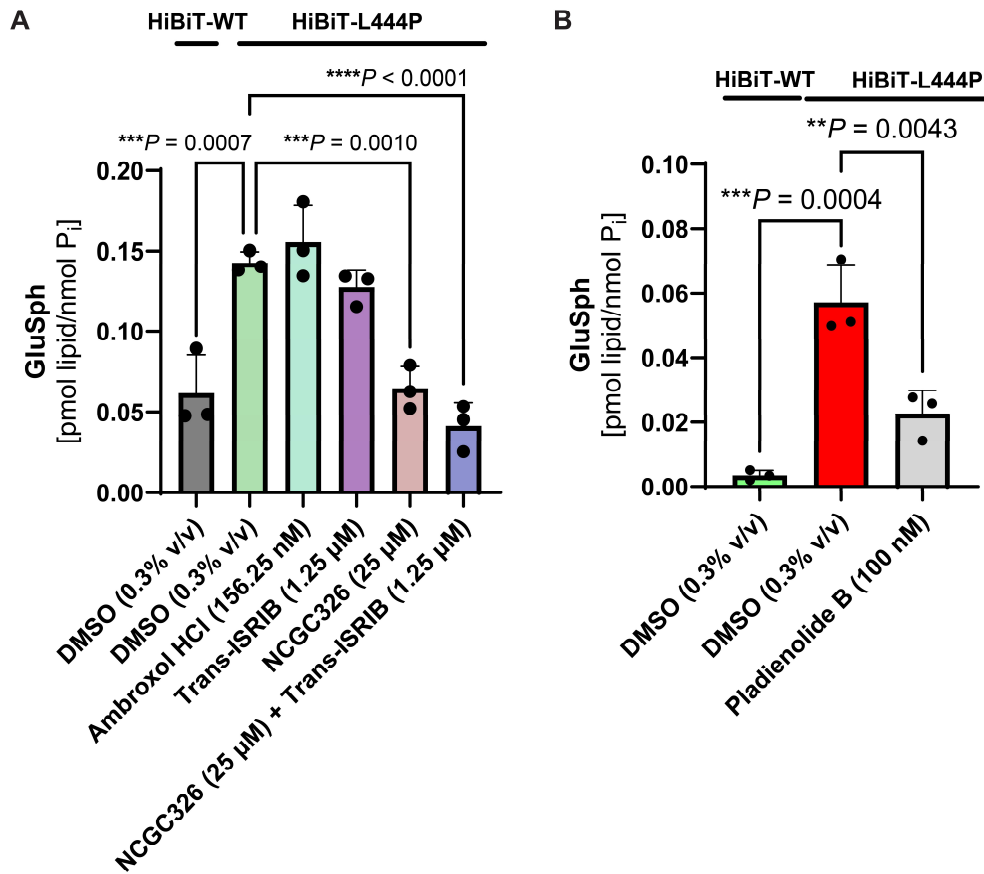 A
HiBiT-WT HiBiT-L444P
****P < 0.0001
***P = 0.0007 ***P = 0.0010
GluSph
[pmol lipid/nmol Pi]
0.20
0.15
0.10
0.05
0.00
DMSO (0.3% v/v)
DMSO (0.3% v/v)
Ambroxol HCl (156.25 nM)
Trans-ISRIB (1.25 µM)
NCGC326 (25 µM)
NCGC326 (25 µM) + Trans-ISRIB (1.25 µM)
B
HiBiT-WT HiBiT-L444P
**P = 0.0043
***P = 0.0004
GluSph
[pmol lipid/nmol Pi]
0.10
0.08
0.06
0.04
0.02
0.00
DMSO (0.3% v/v)
DMSO (0.3% v/v)
Pladienolide B (100 nM)